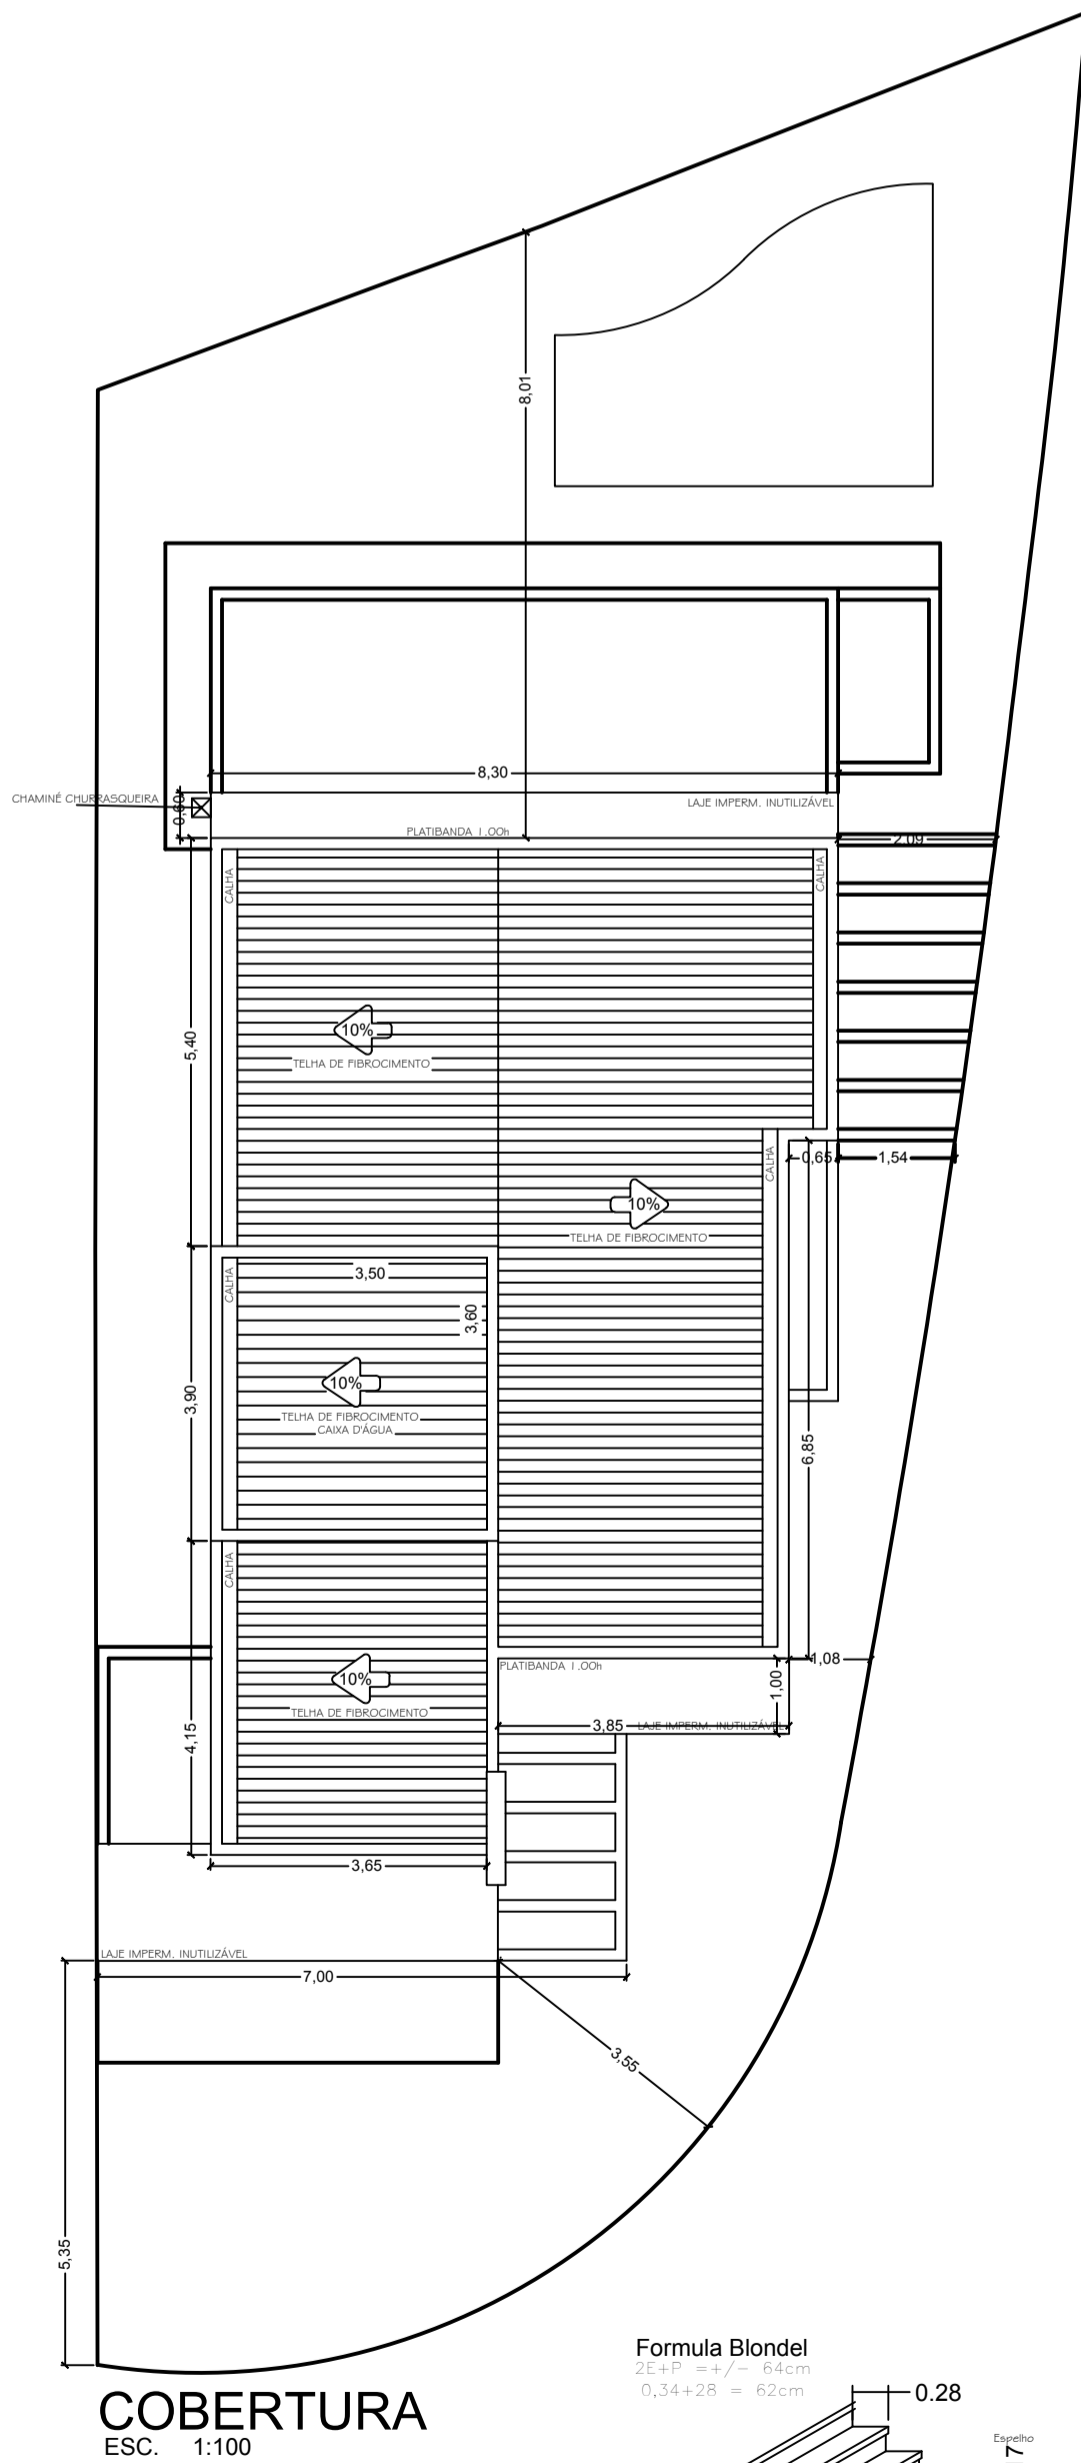 8,01
8,30
CHAMINÉ CHURRASQUEIRA
0,60
LAJE IMPERM. INUTILIZÁVEL
PLATIBANDA 1.00h
2,09
CALHA
CALHA
10%
TELHA DE FIBROCIMENTO
5,40
CALHA
0,65
1,54
10%
TELHA DE FIBROCIMENTO
CALHA
3,50
3,60
10%
TELHA DE FIBROCIMENTO
CAIXA D'ÁGUA
3,90
6,85
CALHA
PLATIBANDA 1.00h
1,08
1,00
10%
TELHA DE FIBROCIMENTO
3,85
LAJE IMPERM. INUTILIZÁVEL
4,15
3,65
LAJE IMPERM. INUTILIZÁVEL
7,00
3,55
5,35
Formula Blondel
2E+P =+/- 64cm
0,34+28 = 62cm
0.28
COBERTURA
ESC. 1:100
Espelho